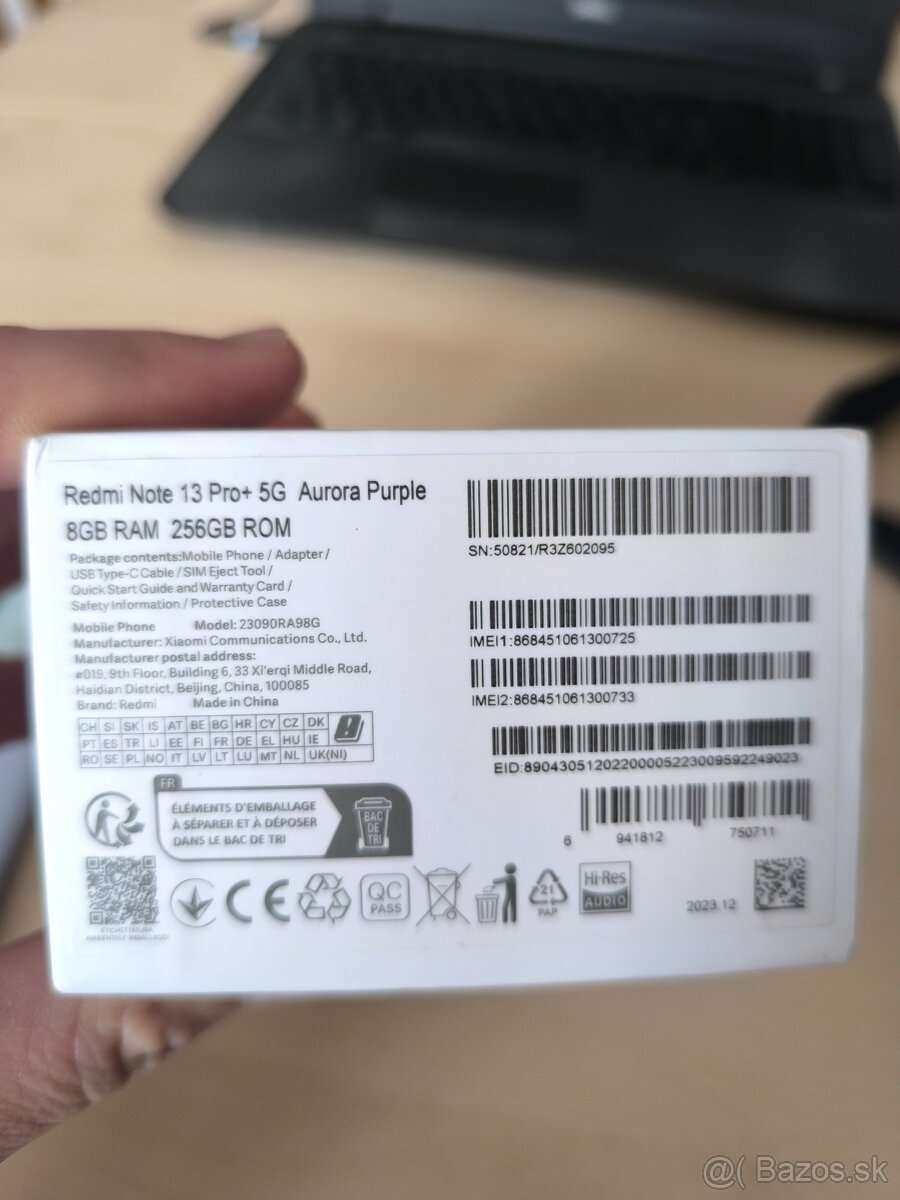 Redmi Note 13 Pro+ 5G Aurora Purple
8GB RAM 256GB ROM
Package contents:Mobile Phone / Adapter /
USB Type-C Cable / SIM Eject Tool /
Quick Start Guide and Warranty Card /
Safety Information / Protective Case
Mobile Phone Model: 23090RA98G
Manufacturer: Xiaomi Communications Co., Ltd.
Manufacturer postal address:
#019, 9th Floor, Building 6, 33 Xi'erqi Middle Road,
Haidian District, Beijing, China, 100085
Brand: Redmi Made in China
CH SI SK IS AT BE BG HR CY CZ DK
PT ES TR LI EE FI FR DE EL HU IE
RO SE PL NO IT LV LT LU MT NL UK(NI)
SN:50821/R3Z602095
IMEI1:868451061300725
IMEI2:868451061300733
EID:89043051202200005223009592249023
6 941812 750711
FR
ÉLÉMENTS D'EMBALLAGE
À SÉPARER ET À DÉPOSER
DANS LE BAC DE TRI
BAC
DE
TRI
ETICHETTATURA
AMBIENTALE IMBALLAGGI
CE
QC
PASS
21
PAP
Hi-Res
AUDIO
2023.12
@( Bazos.sk